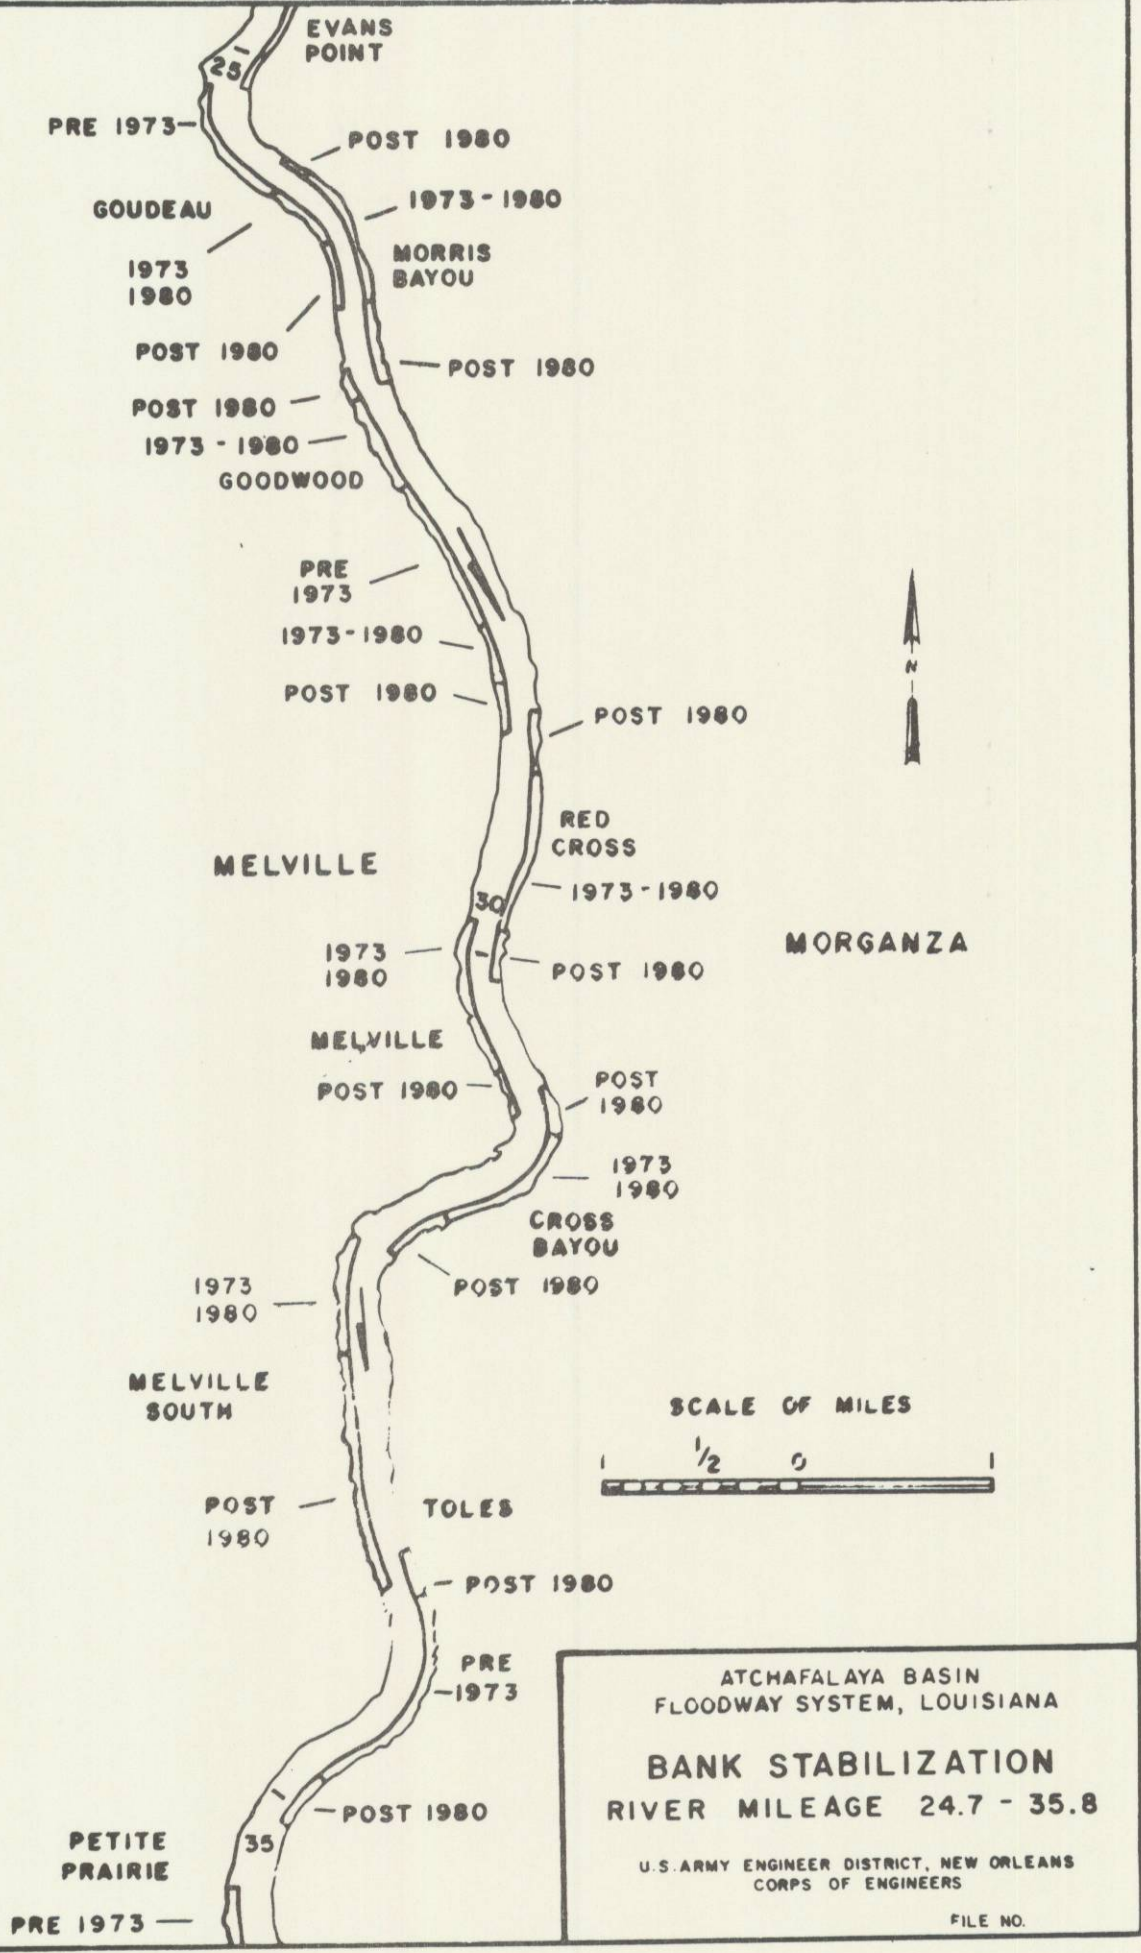 EVANS
POINT
25
PRE 1973
POST 1980
1973-1980
GOUDEAU
MORRIS
BAYOU
1973
1980
POST 1980
POST 1980
POST 1980
1973-1980
GOODWOOD
PRE
1973
1973-1980
POST 1980
POST 1980
N
RED
CROSS
MELVILLE
1973-1980
30
MORGANZA
1973
1980
POST 1980
MELVILLE
POST 1980
POST
1980
1973
1980
CROSS
BAYOU
POST 1980
1973
1980
MELVILLE
SOUTH
SCALE OF MILES
1 1/2 0 1
POST
1980
TOLES
POST 1980
PRE
1973
POST 1980
35
PETITE
PRAIRIE
PRE 1973
ATCHAFALAYA BASIN
FLOODWAY SYSTEM, LOUISIANA
BANK STABILIZATION
RIVER MILEAGE 24.7 - 35.8
U.S. ARMY ENGINEER DISTRICT, NEW ORLEANS
CORPS OF ENGINEERS
FILE NO.